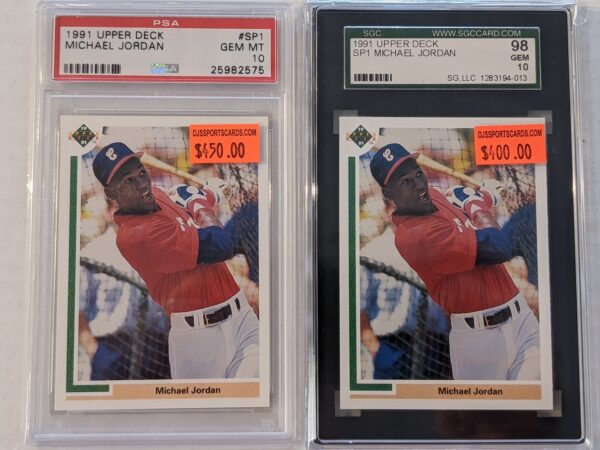 PSA
1991 UPPER DECK
MICHAEL JORDAN
#SP1
GEM MT
10
25982575
DJSSPORTSCARDS.COM
$450.00
C
Michael Jordan
SGC
WWW.SGCCARD.COM
1991 UPPER DECK
SP1 MICHAEL JORDAN
98
GEM
10
SG, LLC 1283194-013
DJSSPORTSCARDS.COM
$400.00
C
Michael Jordan